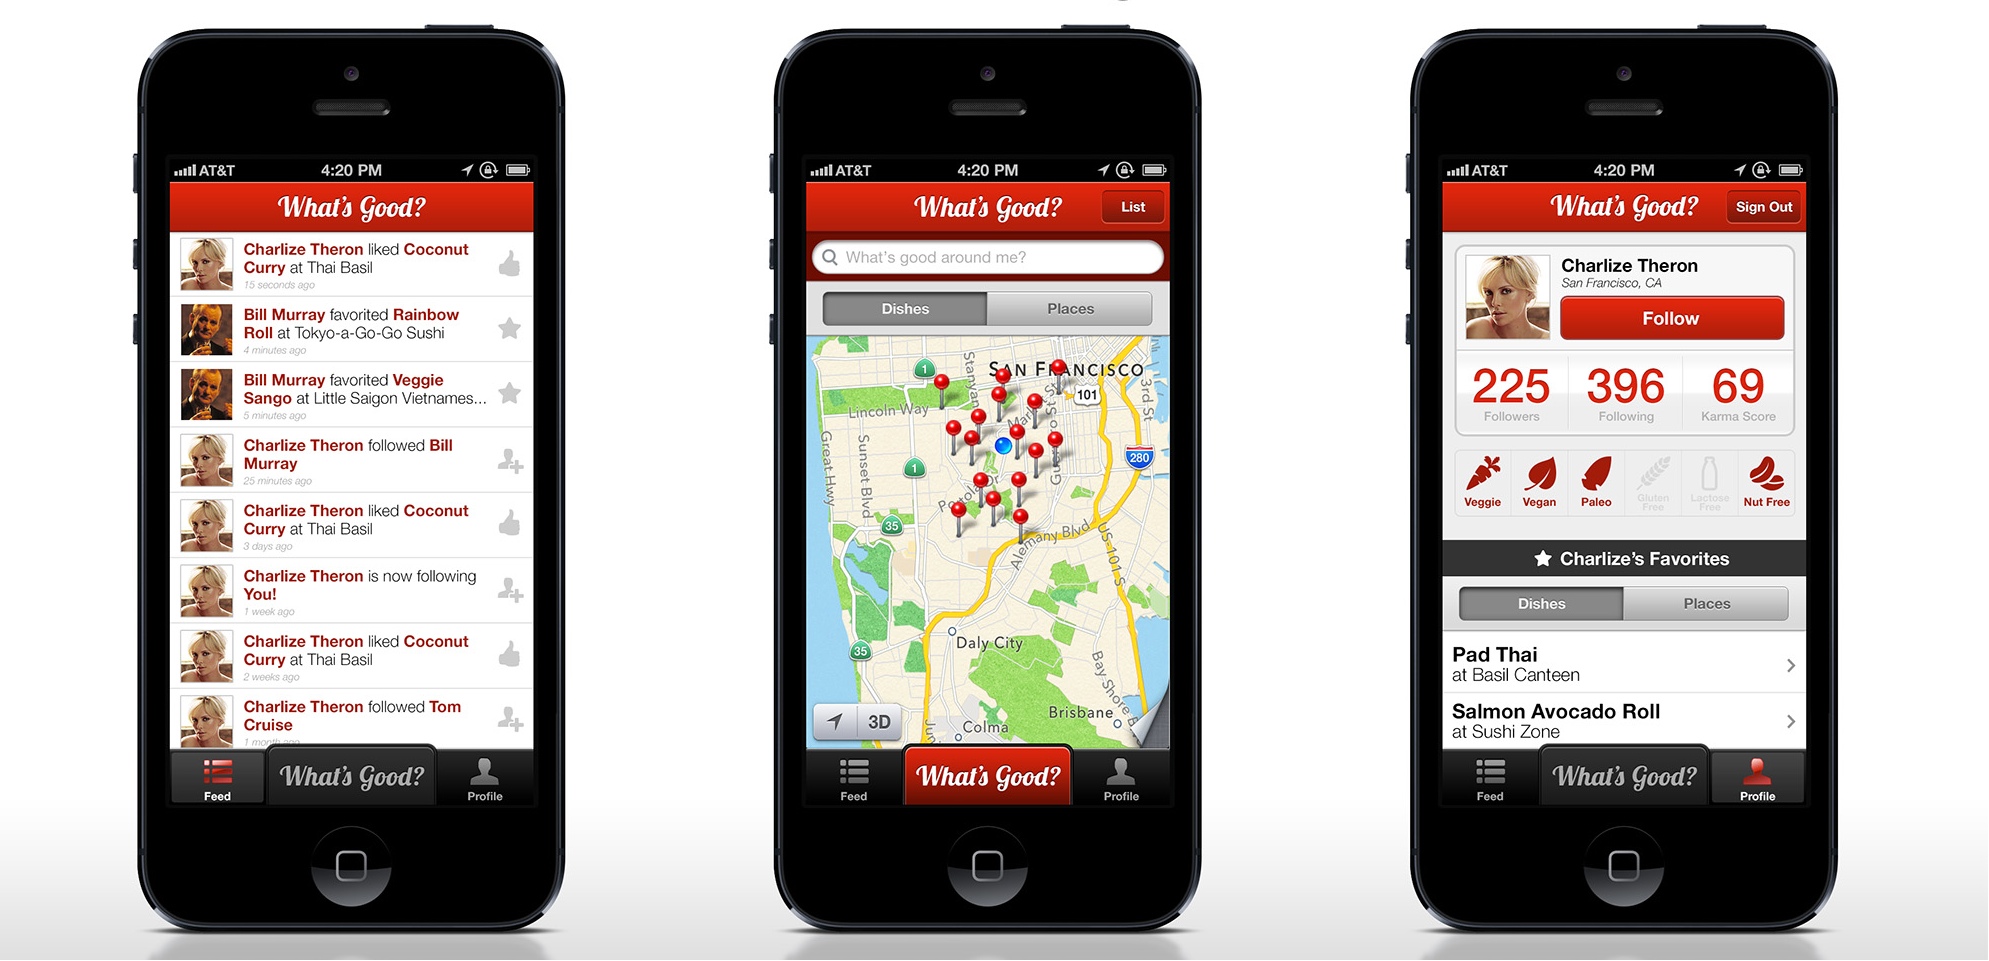 AT&T 4:20 PM
What's Good?
Charlize Theron liked Coconut
Curry at Thai Basil
15 seconds ago
Bill Murray favorited Rainbow
Roll at Tokyo-a-Go-Go Sushi
4 minutes ago
Bill Murray favorited Veggie
Sango at Little Saigon Vietnames...
5 minutes ago
Charlize Theron followed Bill
Murray
25 minutes ago
Charlize Theron liked Coconut
Curry at Thai Basil
3 days ago
Charlize Theron is now following
You!
1 week ago
Charlize Theron liked Coconut
Curry at Thai Basil
2 weeks ago
Charlize Theron followed Tom
Cruise
1 month ago
What's Good?
Feed
Profile
AT&T 4:20 PM
What's Good? List
What's good around me?
Dishes Places
SAN FRANCISCO
1
Stanyan
101
3rd St
Lincoln Way
Market St
Great Hwy
Sunset Blvd
1
280
Portola Dr
35
Alemany Blvd
US-101 S
35
Daly City
Bay Shore B
Brisbane
3D
Colma
What's Good?
Feed
Profile
AT&T 4:20 PM
What's Good? Sign Out
Charlize Theron
San Francisco, CA
Follow
225 396 69
Followers Following Karma Score
Veggie Vegan Paleo Gluten Free Lactose Free Nut Free
Charlize's Favorites
Dishes Places
Pad Thai
at Basil Canteen
Salmon Avocado Roll
at Sushi Zone
What's Good?
Feed
Profile